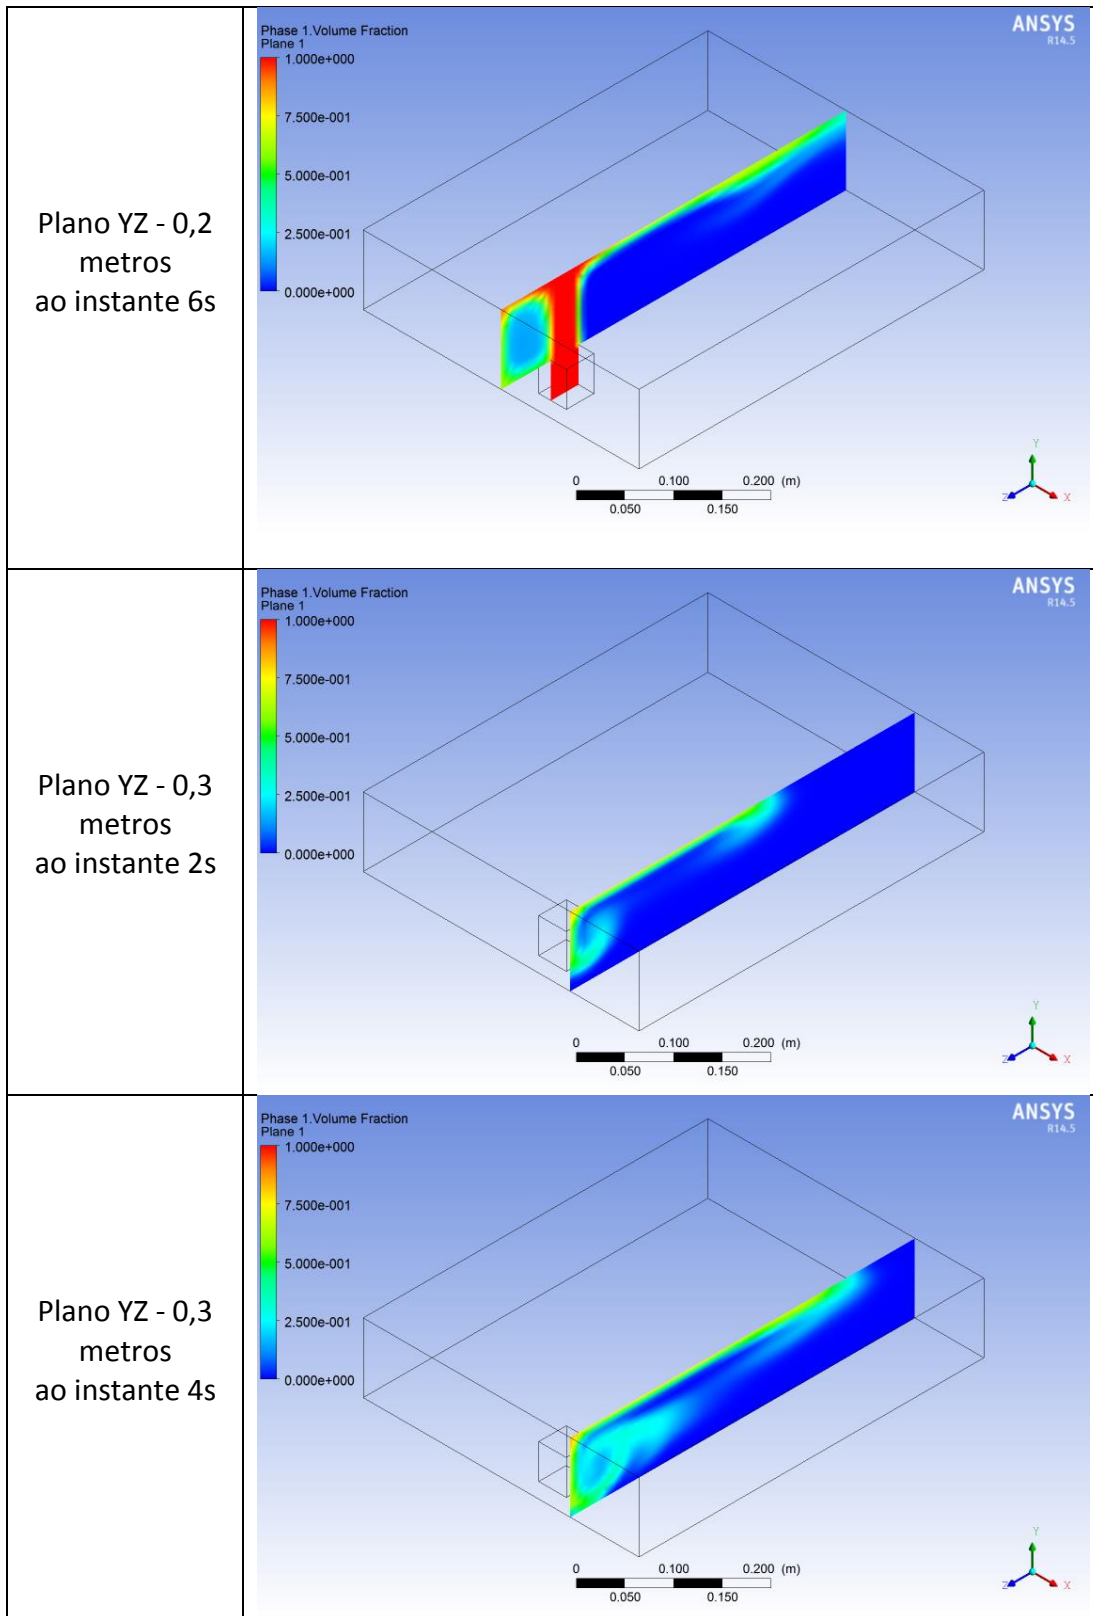 Plano YZ - 0,2
metros
ao instante 6s
Phase 1.Volume Fraction
Plane 1
1.000e+000
7.500e-001
5.000e-001
2.500e-001
0.000e+000
ANSYS
R14.5
0 0.100 0.200 (m)
0.050 0.150
Y
Z X
Plano YZ - 0,3
metros
ao instante 2s
Phase 1.Volume Fraction
Plane 1
1.000e+000
7.500e-001
5.000e-001
2.500e-001
0.000e+000
ANSYS
R14.5
0 0.100 0.200 (m)
0.050 0.150
Y
Z X
Plano YZ - 0,3
metros
ao instante 4s
Phase 1.Volume Fraction
Plane 1
1.000e+000
7.500e-001
5.000e-001
2.500e-001
0.000e+000
ANSYS
R14.5
0 0.100 0.200 (m)
0.050 0.150
Y
Z X